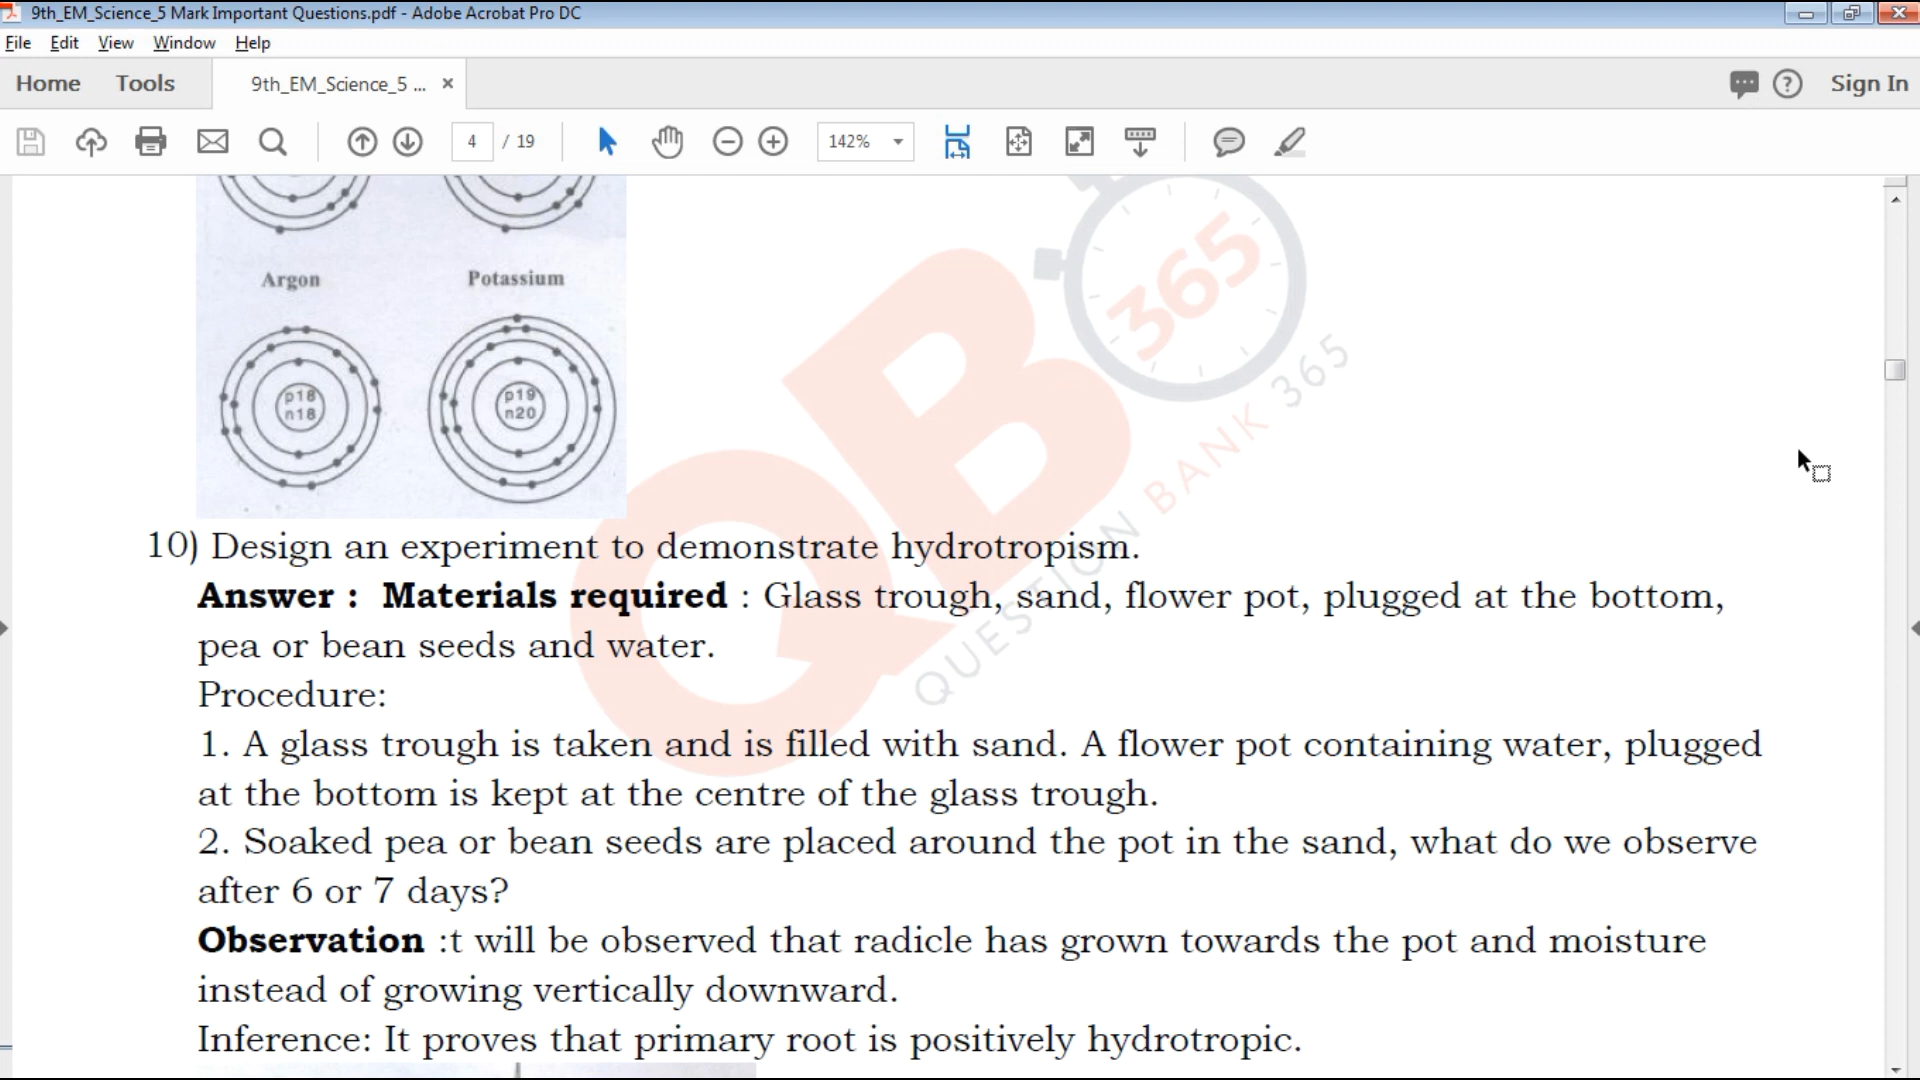 9th_EM_Science_5 Mark Important Questions.pdf - Adobe Acrobat Pro DC
File Edit View Window Help
Home Tools 9th_EM_Science_5 ... × Sign In
4 / 19 142%
Argon Potassium
p18 p19
n18 n20
365
QB
QUESTION BANK 365
10) Design an experiment to demonstrate hydrotropism.
Answer : Materials required : Glass trough, sand, flower pot, plugged at the bottom,
pea or bean seeds and water.
Procedure:
1. A glass trough is taken and is filled with sand. A flower pot containing water, plugged
at the bottom is kept at the centre of the glass trough.
2. Soaked pea or bean seeds are placed around the pot in the sand, what do we observe
after 6 or 7 days?
Observation :t will be observed that radicle has grown towards the pot and moisture
instead of growing vertically downward.
Inference: It proves that primary root is positively hydrotropic.